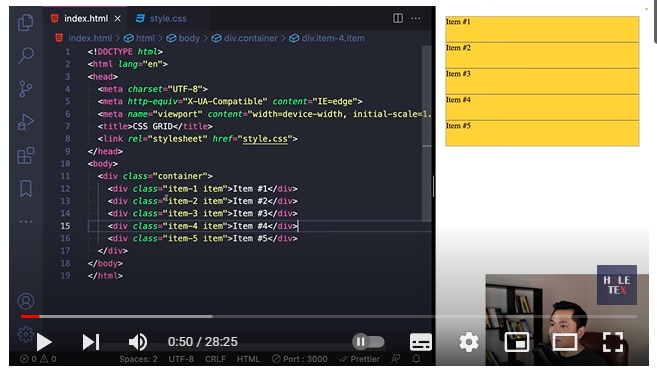 index.html
style.css
index.html > html > body > div.container > div.item-4.item
1 <!DOCTYPE html>
2 <html lang="en">
3 <head>
4 <meta charset="UTF-8">
5 <meta http-equiv="X-UA-Compatible" content="IE=edge">
6 <meta name="viewport" content="width=device-width, initial-scale=1.
7 <title>CSS GRID</title>
8 <link rel="stylesheet" href="style.css">
9 </head>
10 <body>
11 <div class="container">
12 <div class="item-1 item">Item #1</div>
13 <div class="item-2 item">Item #2</div>
14 <div class="item-3 item">Item #3</div>
15 <div class="item-4 item">Item #4</div>
16 <div class="item-5 item">Item #5</div>
17 </div>
18 </body>
19 </html>
Item #1
Item #2
Item #3
Item #4
Item #5
H LE
TEX
0:50 / 28:25
0 0 Spaces: 2 UTF-8 CRLF HTML Port : 3000 Prettier